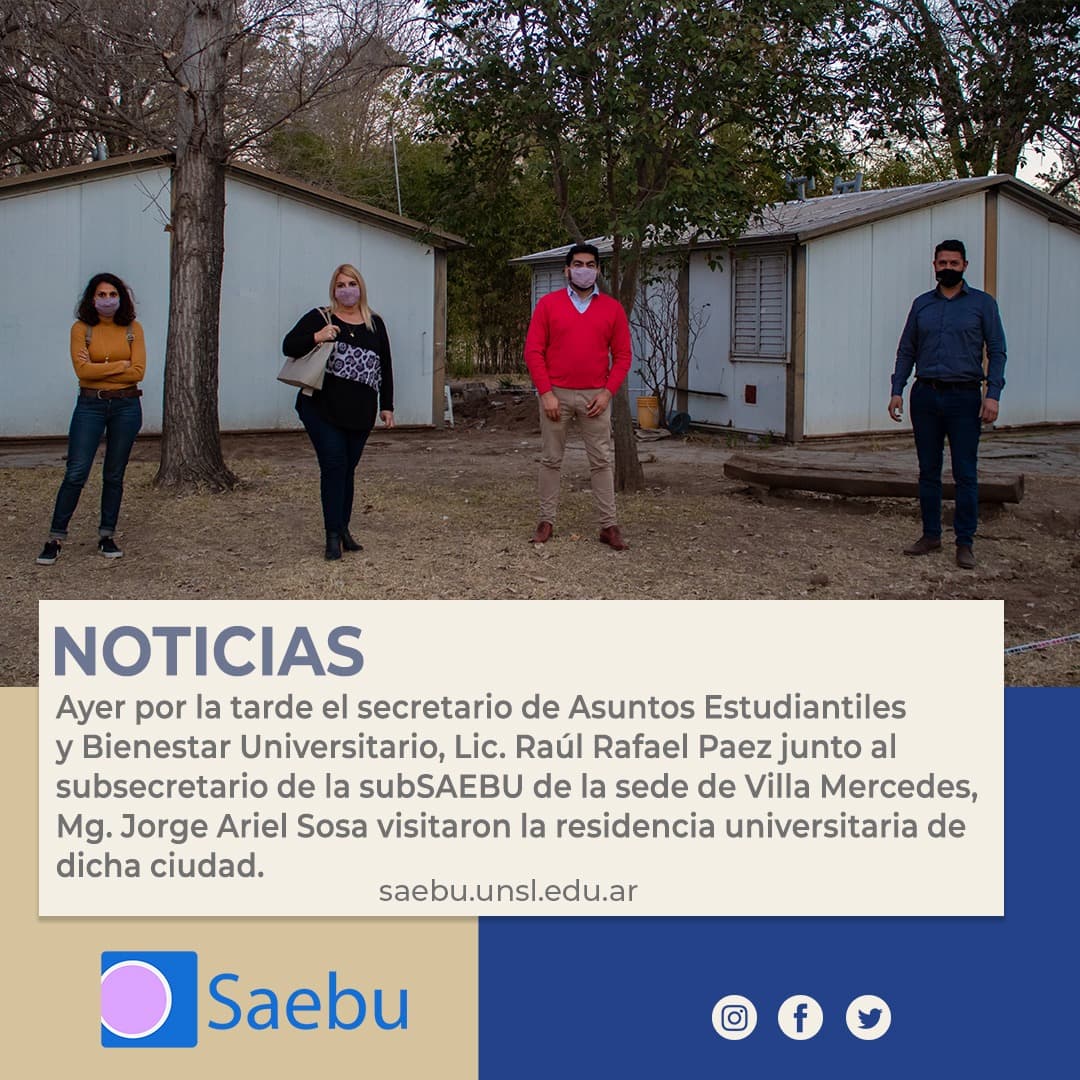 NOTICIAS
Ayer por la tarde el secretario de Asuntos Estudiantiles
y Bienestar Universitario, Lic. Raúl Rafael Paez junto al
subsecretario de la subSAEBU de la sede de Villa Mercedes,
Mg. Jorge Ariel Sosa visitaron la residencia universitaria de
dicha ciudad.
saebu.unsl.edu.ar
Saebu